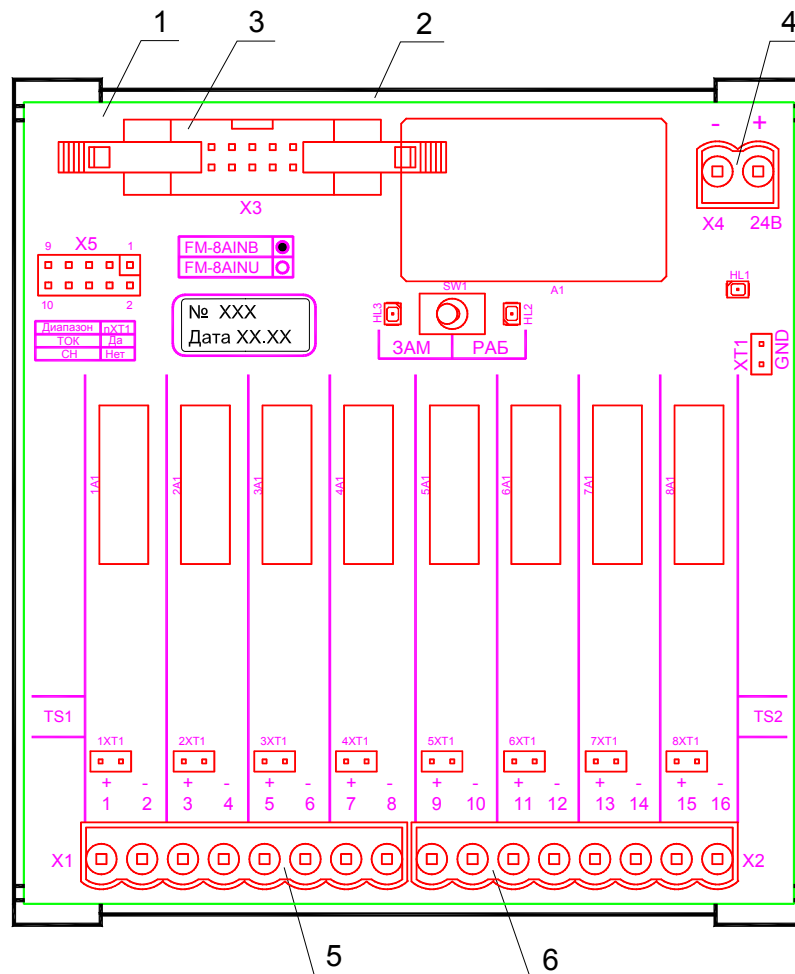 1 3 2 4
- +
X3
X4 24В
9 X5 1
FM-8AINB
FM-8AINU
10 2
HL1
A1
SW1
HL3 HL2
№ XXX
Дата XX.XX
ЗАМ РАБ
Диапазон nXT1
ТОК Да
СН Нет
XT1 GND
1A1 2A1 3A1 4A1 5A1 6A1 7A1 8A1
TS1 TS2
1XT1 2XT1 3XT1 4XT1 5XT1 6XT1 7XT1 8XT1
+ - + - + - + - + - + - + - + -
1 2 3 4 5 6 7 8 9 10 11 12 13 14 15 16
X1 X2
5 6